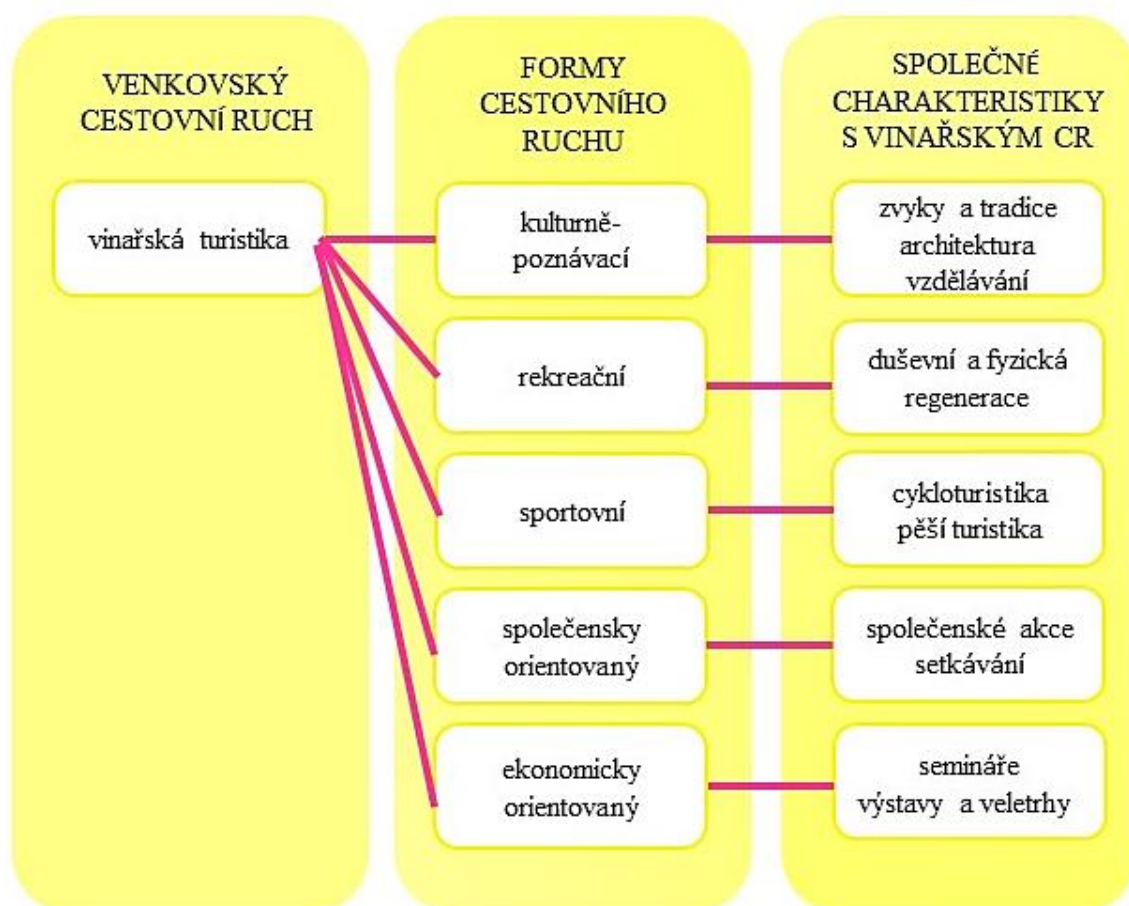 VENKOVSKÝ
CESTOVNÍ RUCH
vinařská turistika
FORMY
CESTOVNÍHO
RUCHU
kulturně-
poznávací
rekreační
sportovní
společensky
orientovaný
ekonomicky
orientovaný
SPOLEČNÉ
CHARAKTERISTIKY
S VINAŘSKÝM CR
zvyky a tradice
architektura
vzdělávání
duševní a fyzická
regenerace
cykloturistika
pěší turistika
společenské akce
setkávání
semináře
výstavy a veletrhy